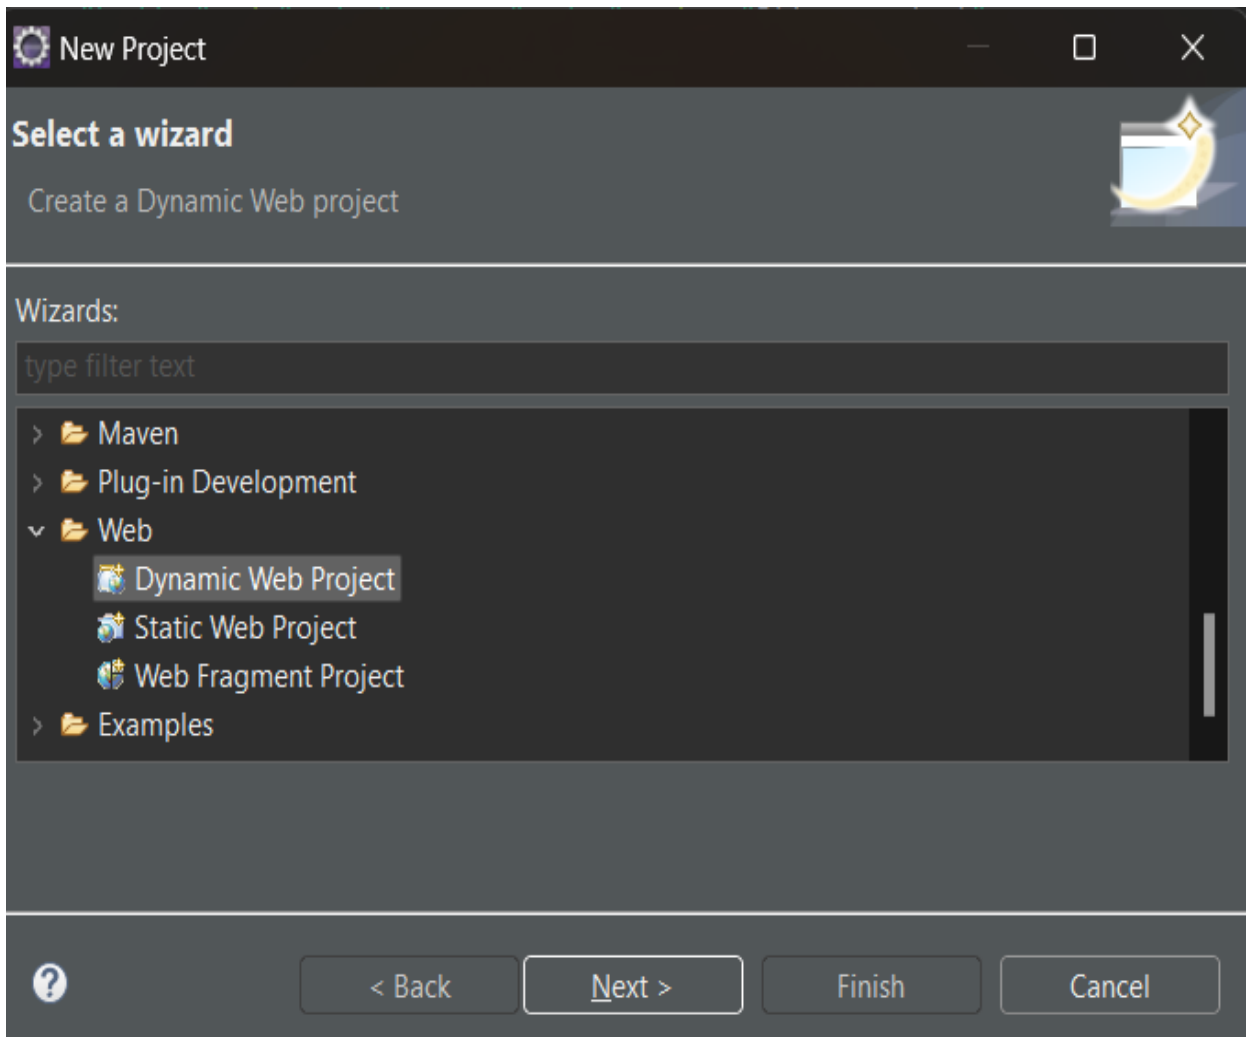 New Project
Select a wizard
Create a Dynamic Web project
Wizards:
type filter text
Maven
Plug-in Development
Web
Dynamic Web Project
Static Web Project
Web Fragment Project
Examples
? < Back Next > Finish Cancel